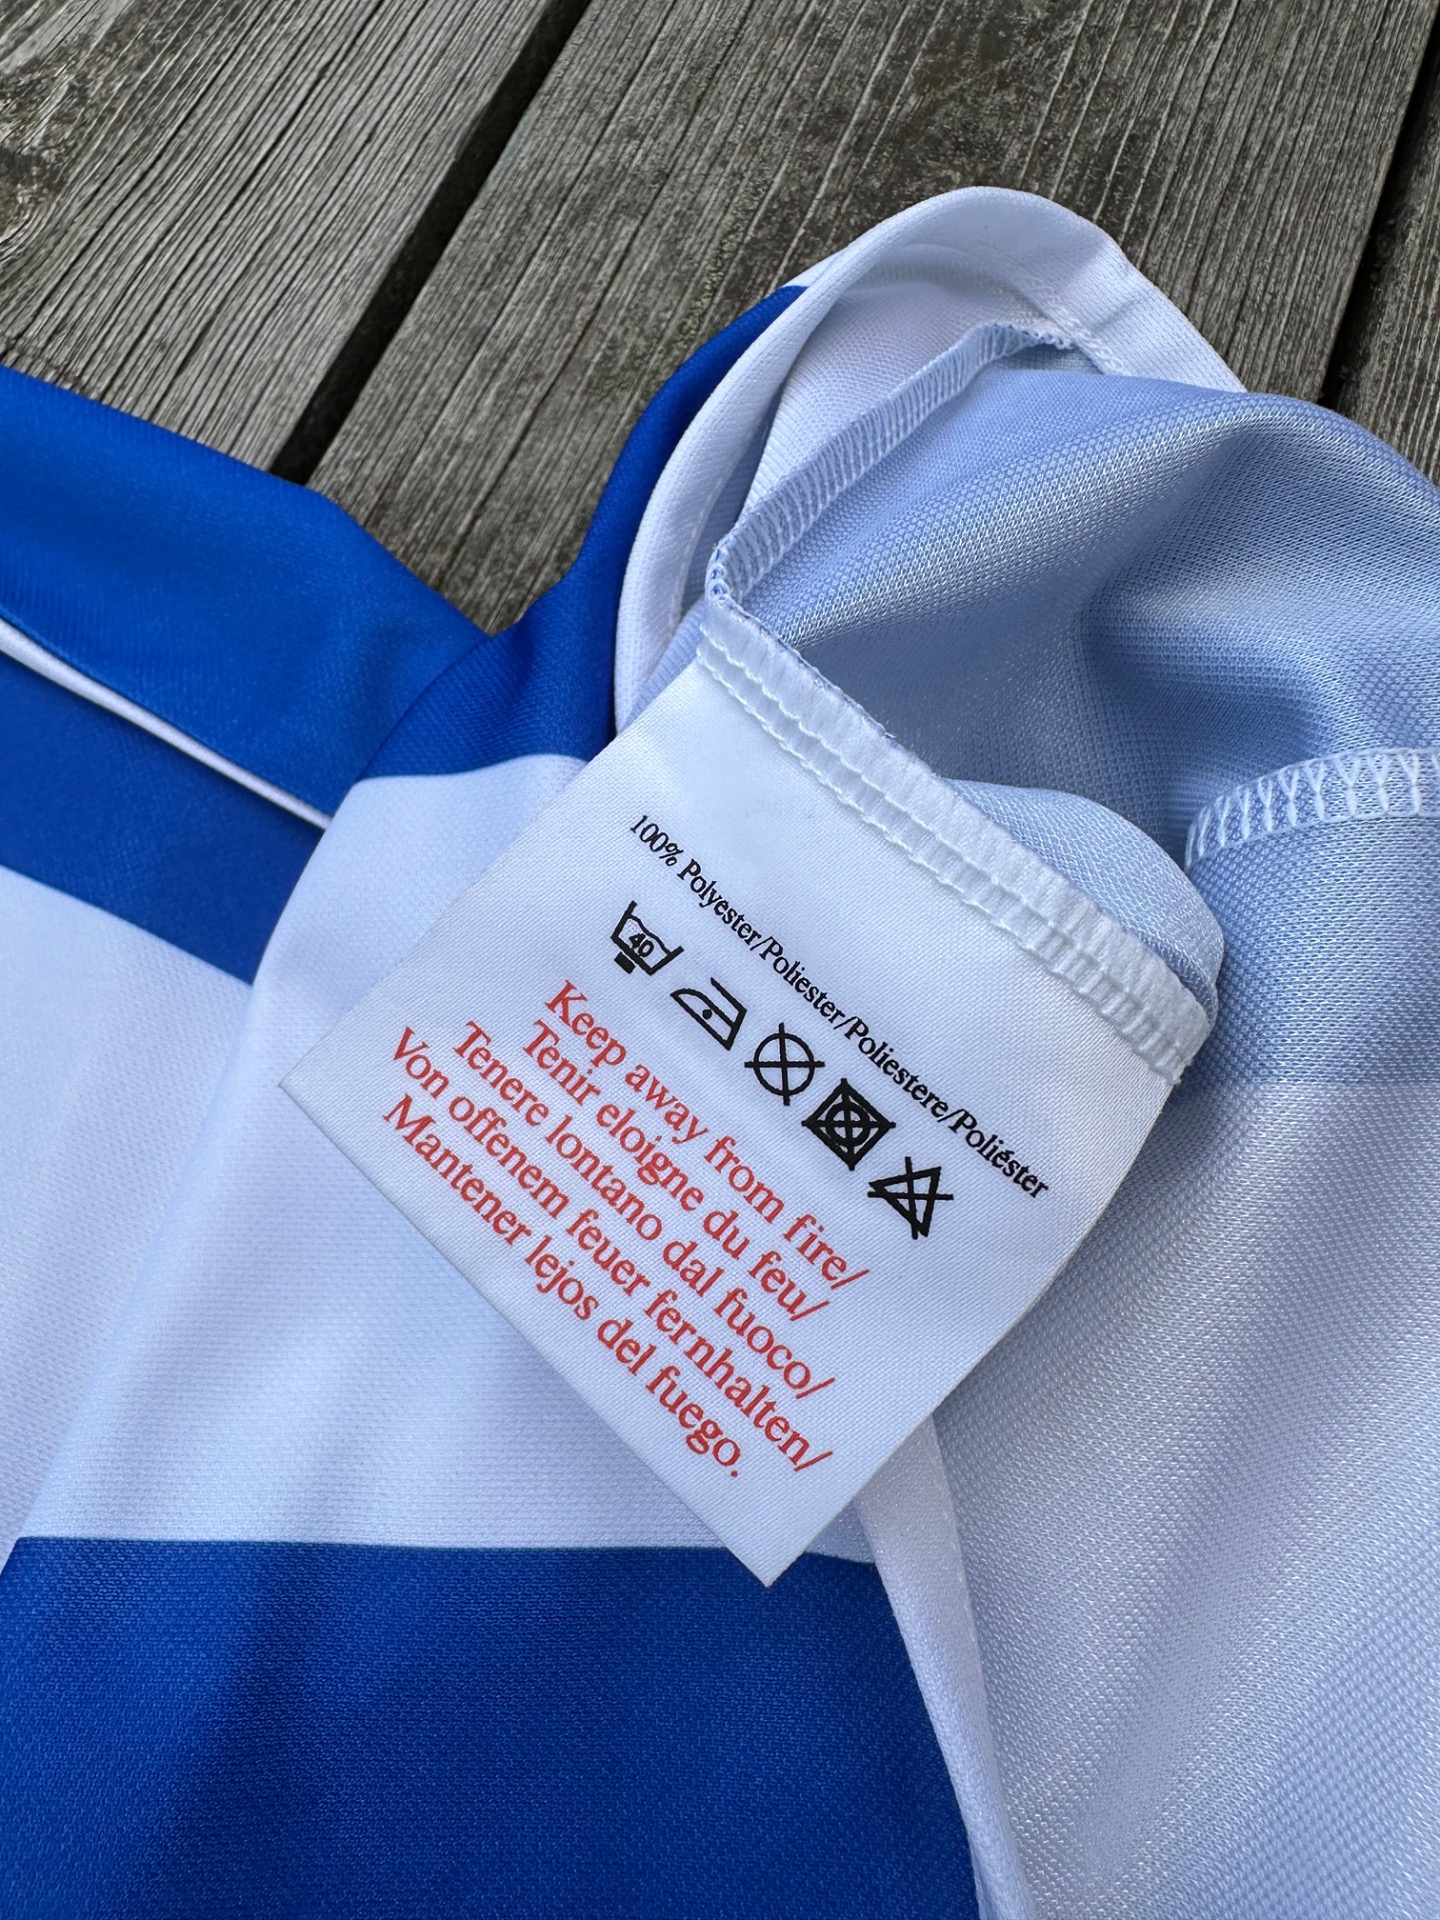 100% Polyester/Poliester/Poliestere/Poliéster
40
Keep away from fire/
Tenir eloigne du feu/
Tenere lontano dal fuoco/
Von offenem feuer fernhalten/
Mantener lejos del fuego.